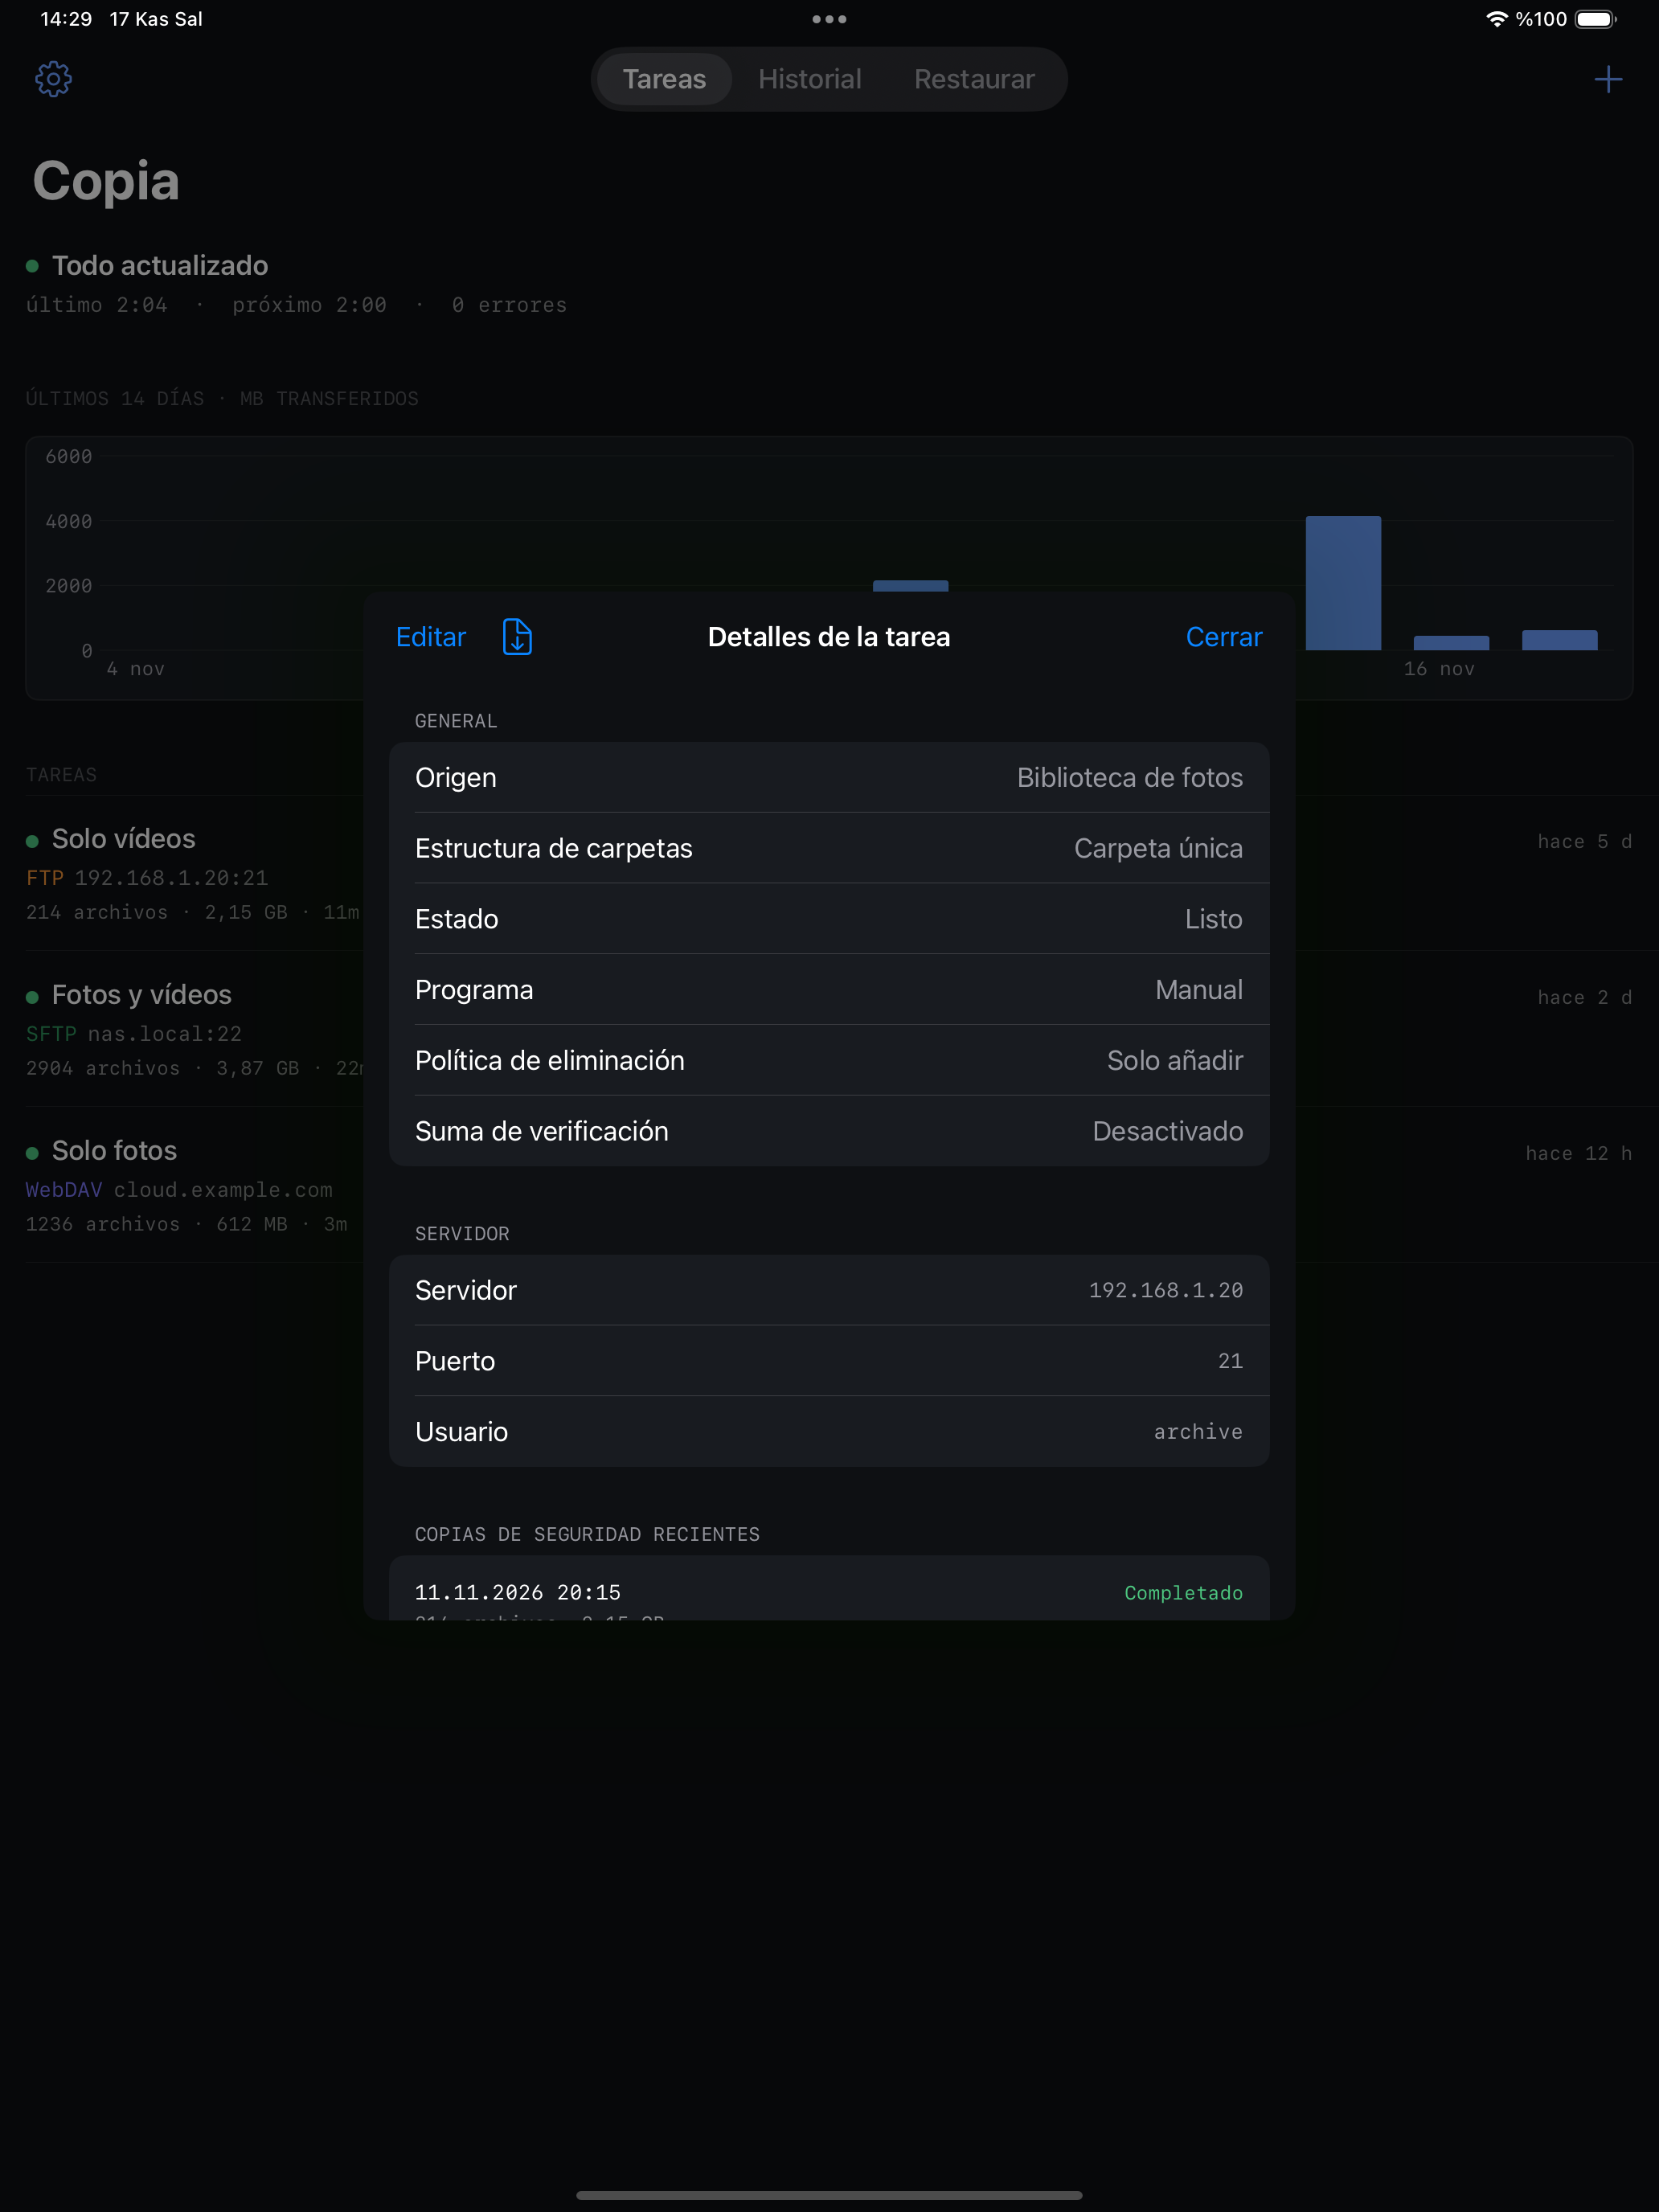 14:29 17 Kas Sal
%100
Tareas Historial Restaurar
Copia
Todo actualizado
último 2:04 · próximo 2:00 · 0 errores
ÚLTIMOS 14 DÍAS · MB TRANSFERIDOS
6000
4000
2000
0
4 nov
16 nov
TAREAS
Solo vídeos
hace 5 d
FTP 192.168.1.20:21
214 archivos · 2,15 GB · 11m
Fotos y vídeos
hace 2 d
SFTP nas.local:22
2904 archivos · 3,87 GB · 22m
Solo fotos
hace 12 h
WebDAV cloud.example.com
1236 archivos · 612 MB · 3m
Editar
Detalles de la tarea
Cerrar
GENERAL
Origen Biblioteca de fotos
Estructura de carpetas Carpeta única
Estado Listo
Programa Manual
Política de eliminación Solo añadir
Suma de verificación Desactivado
SERVIDOR
Servidor 192.168.1.20
Puerto 21
Usuario archive
COPIAS DE SEGURIDAD RECIENTES
11.11.2026 20:15 Completado